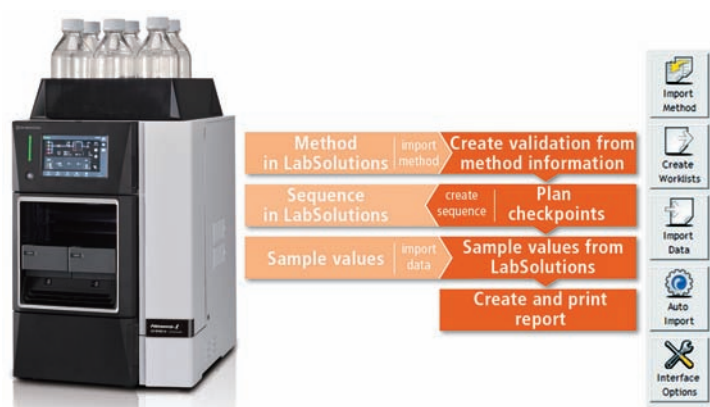 Method
in LabSolutions
import
method
Create validation from
method information
Sequence
in LabSolutions
create
sequence
Plan
checkpoints
Sample values
import
data
Sample values from
LabSolutions
Create and print
report
Import
Method
Create
Worklists
Import
Data
Auto
Import
Interface
Options